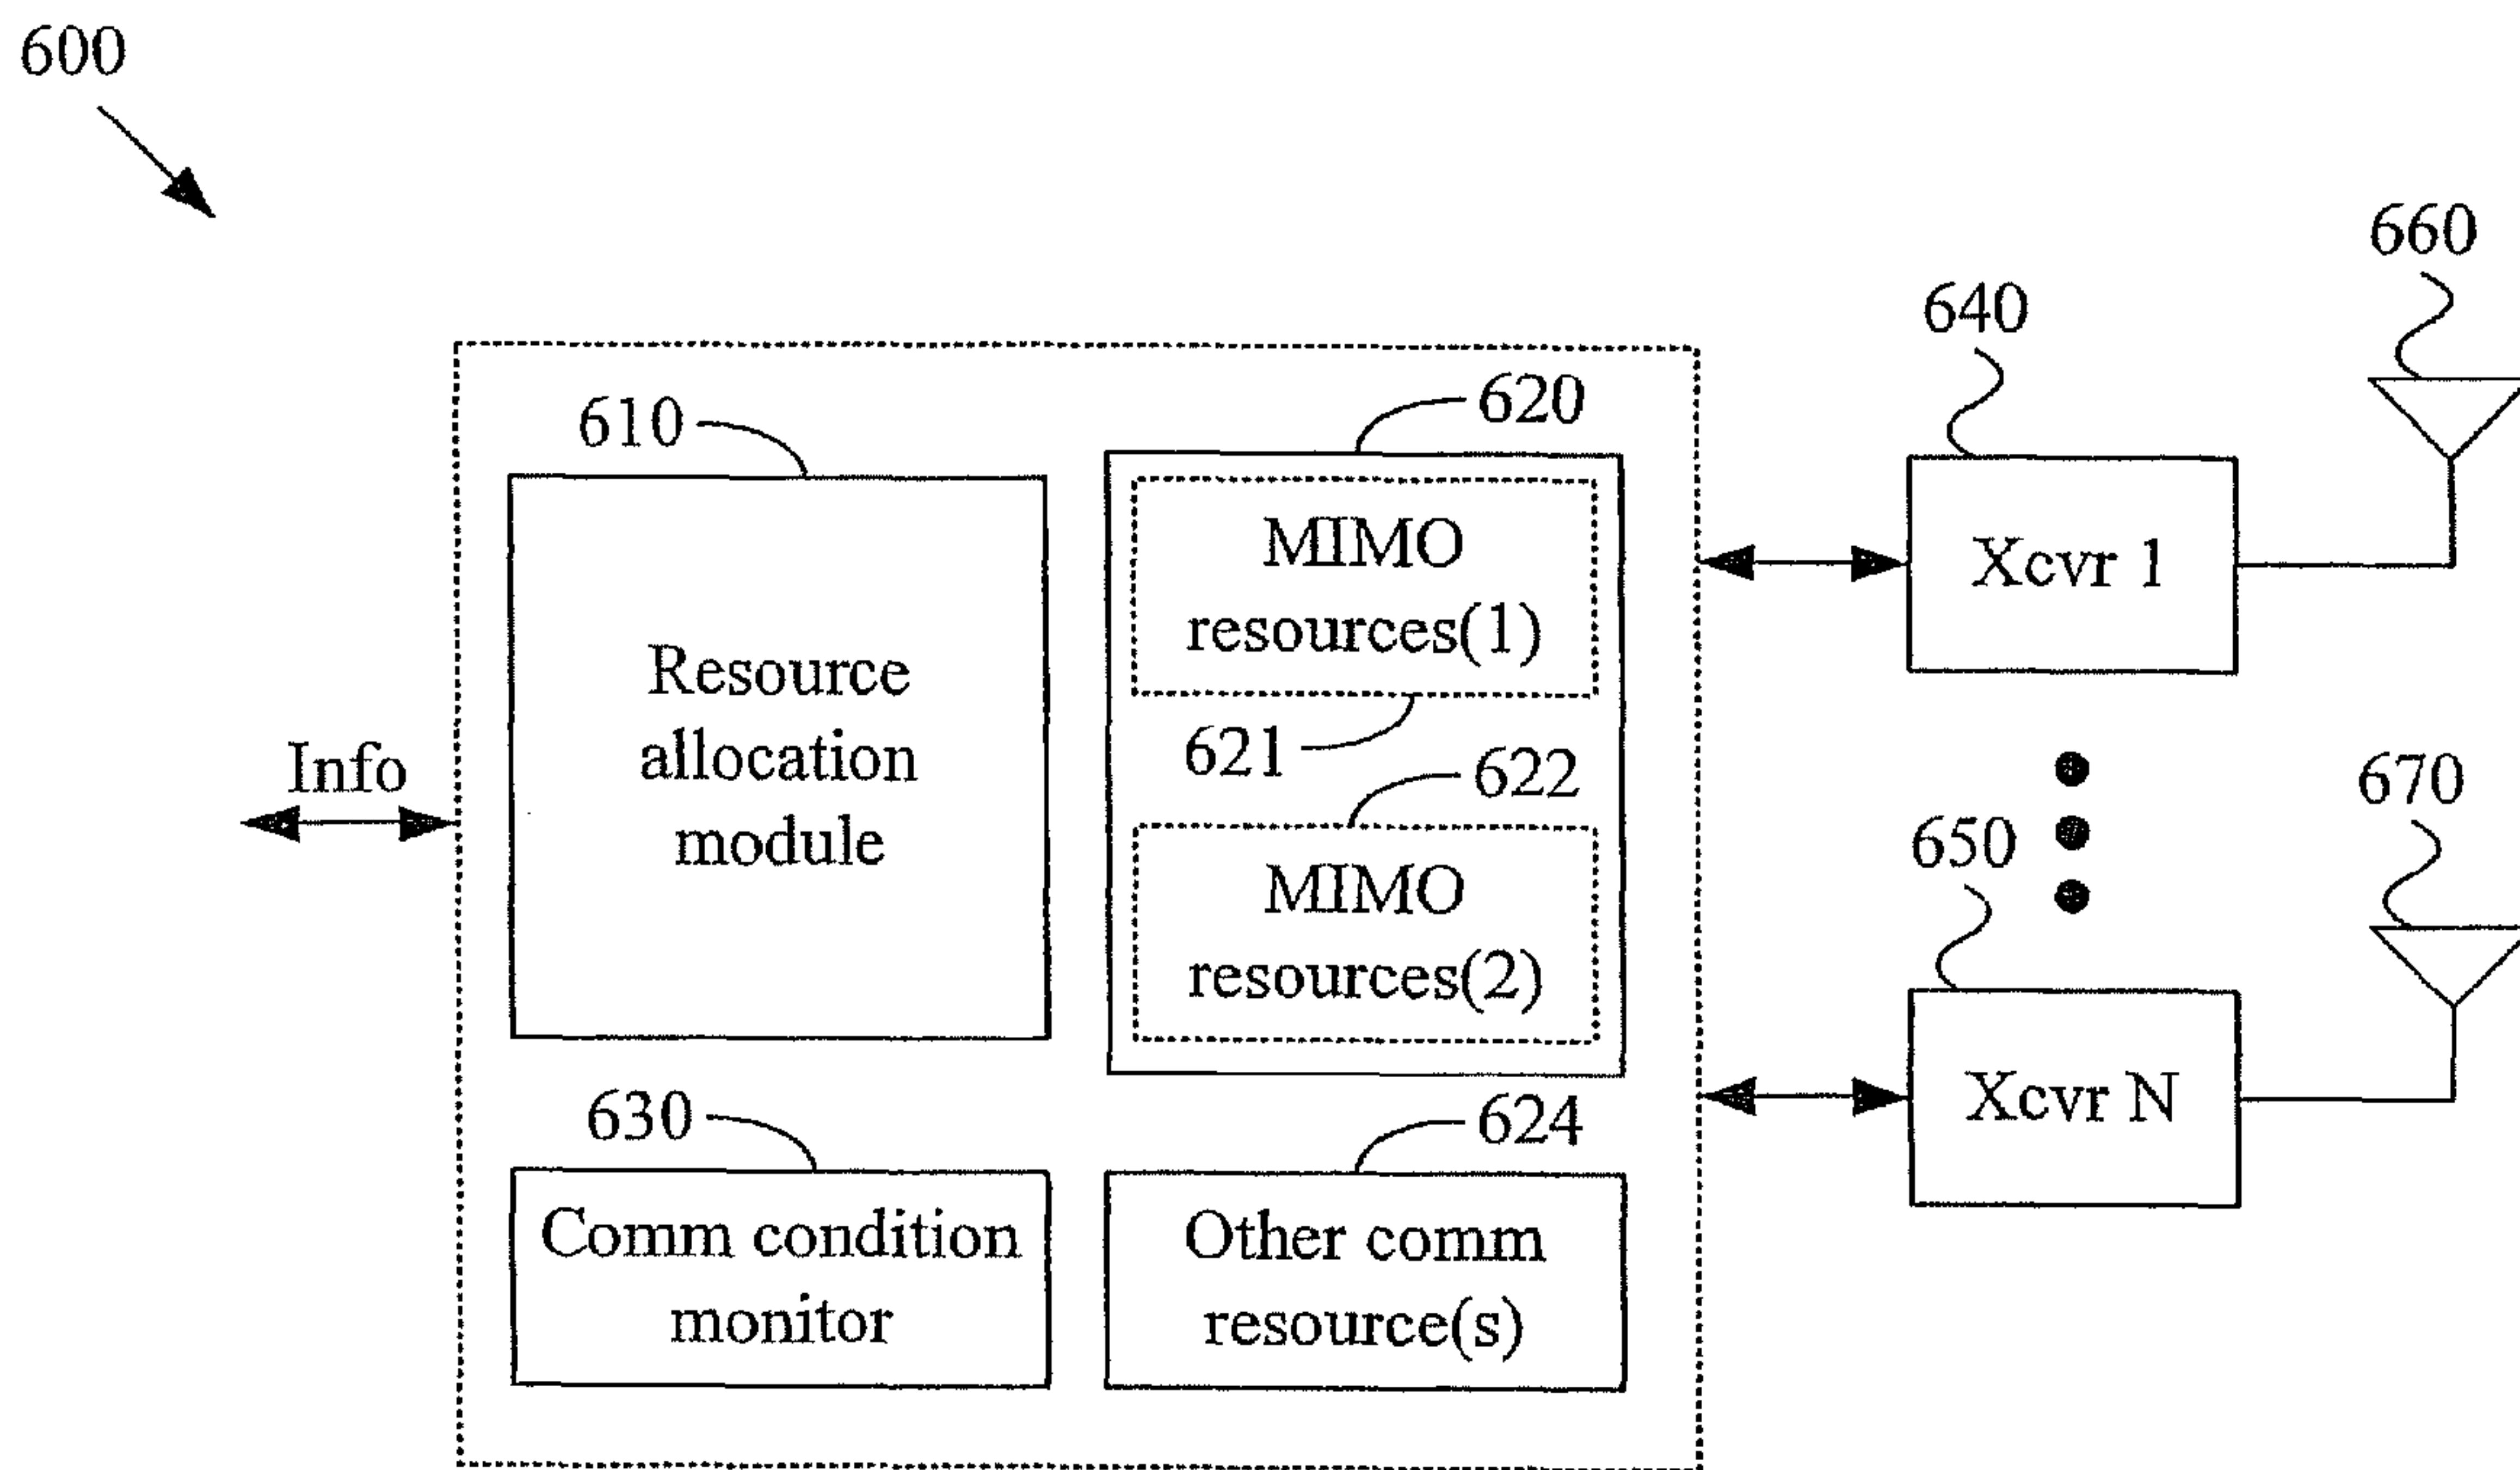 600
660
640
620
610
MIMO
resources(1)
Xcvr 1
Resource
allocation
module
621
622
Info
670
650
MIMO
resources(2)
Xcvr N
630
624
Comm condition
monitor
Other comm
resource(s)